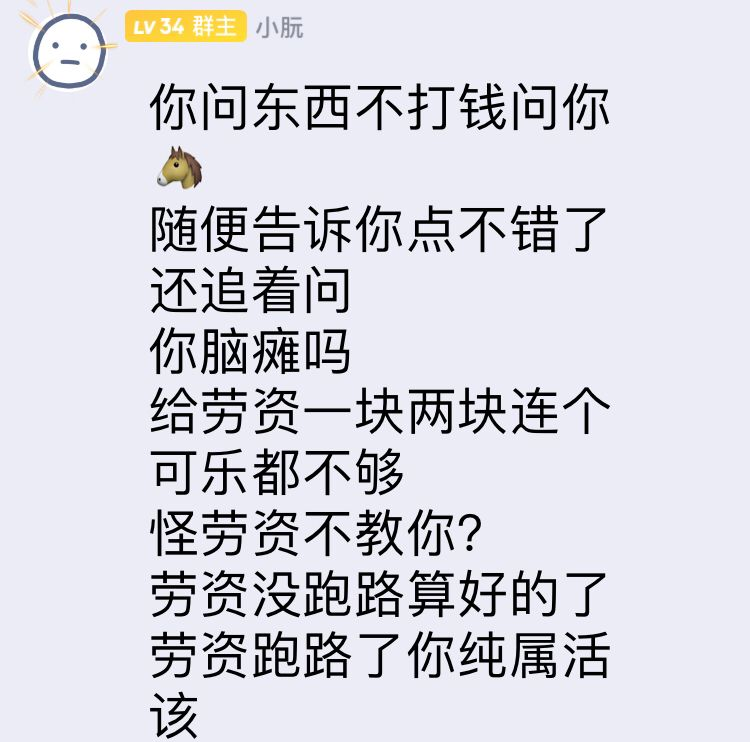 LV 34 群主 小朊
你问东西不打钱问你
🐴
随便告诉你点不错了
还追着问
你脑瘫吗
给劳资一块两块连个
可乐都不够
怪劳资不教你?
劳资没跑路算好的了
劳资跑路了你纯属活
该